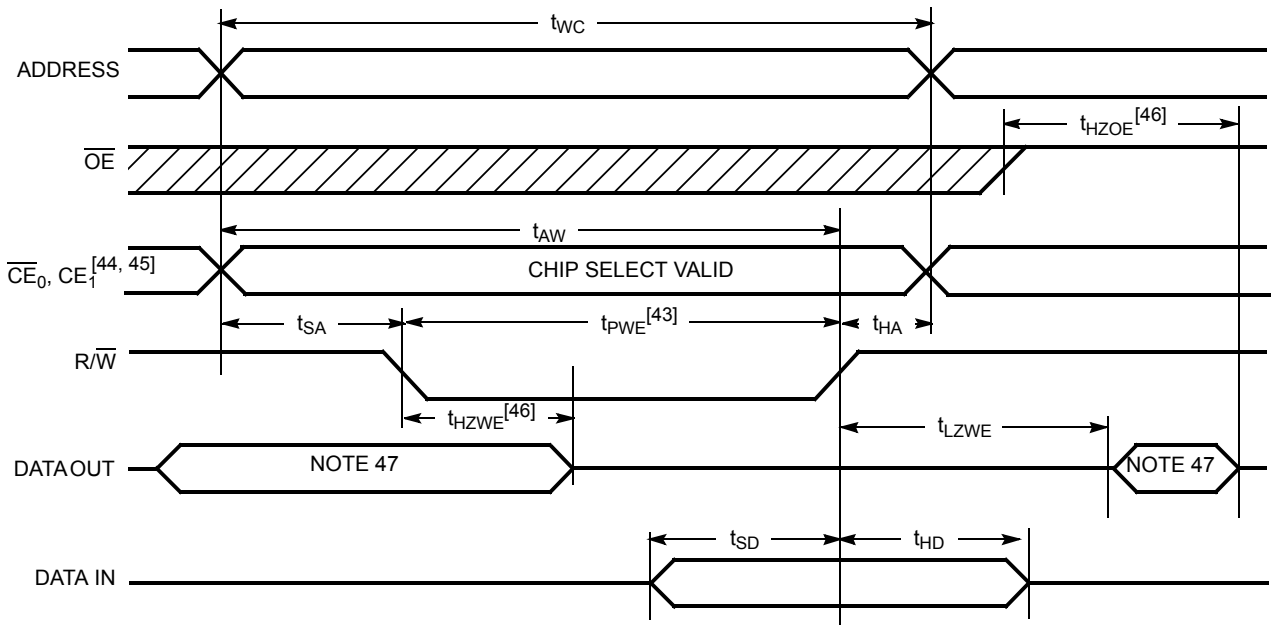 tWC
ADDRESS
tHZOE[46]
OE
tAW
CE0, CE1[44, 45]
CHIP SELECT VALID
tSA
tPWE[43]
tHA
R/W
tHZWE[46]
tLZWE
DATA OUT
NOTE 47
NOTE 47
tSD
tHD
DATA IN